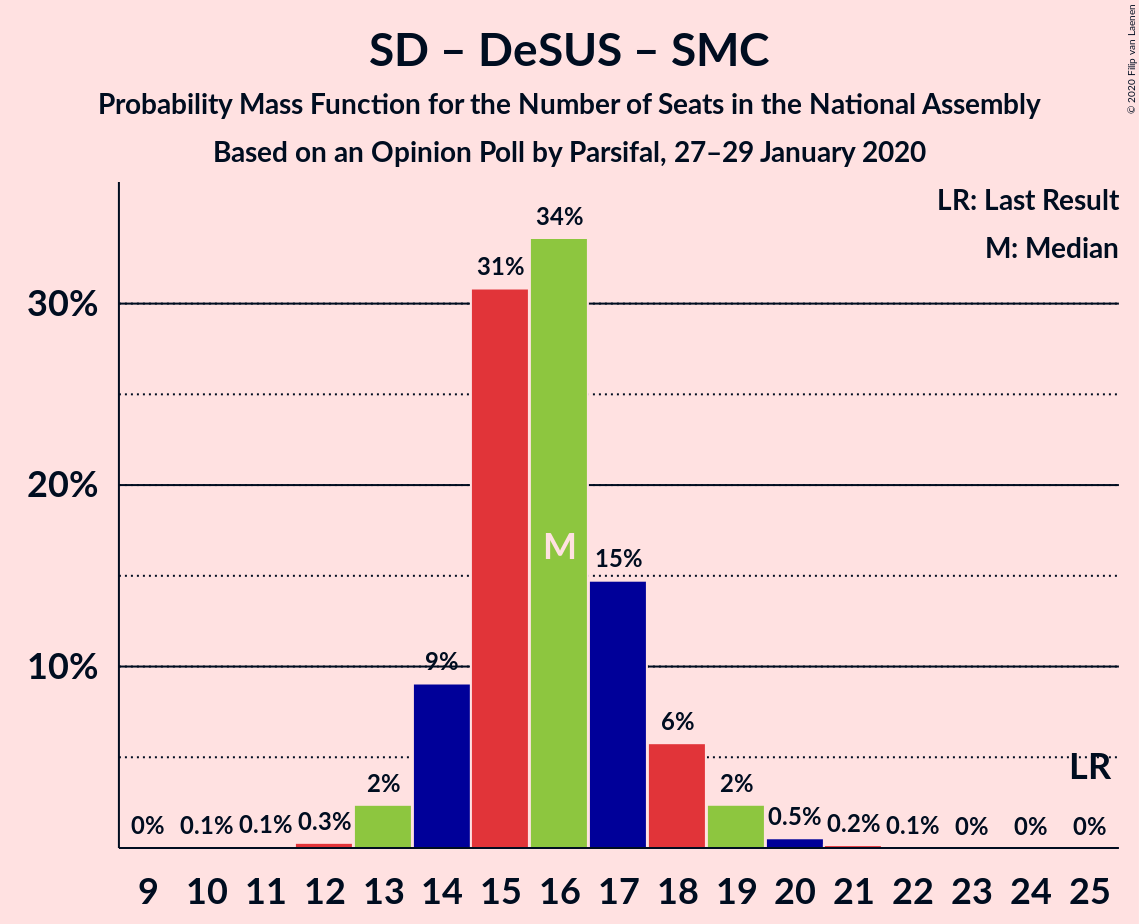 SD – DeSUS – SMC
Probability Mass Function for the Number of Seats in the National Assembly
Based on an Opinion Poll by Parsifal, 27–29 January 2020
© 2020 Filip van Laenen
LR: Last Result
M: Median
34%
31%
30%
20%
M
15%
10%
9%
6%
LR
2%
2%
0%
0.1%
0.1%
0.3%
0.5%
0.2%
0.1%
0%
0%
0%
9 10 11 12 13 14 15 16 17 18 19 20 21 22 23 24 25